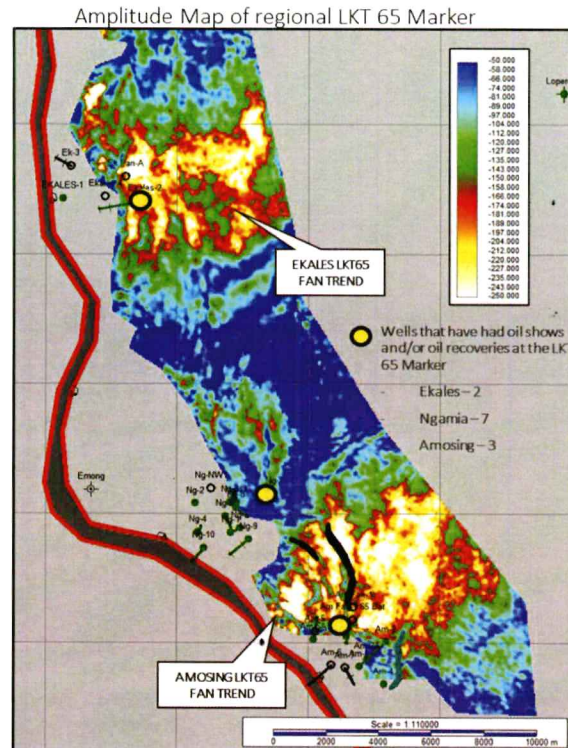 Amplitude Map of regional LKT 65 Marker
-50.000
-58.000
-66.000
-74.000
-81.000
-89.000
-97.000
-104.000
-112.000
-120.000
-127.000
-135.000
-143.000
-150.000
-158.000
-166.000
-174.000
-181.000
-189.000
-197.000
-204.000
-212.000
-220.000
-227.000
-235.000
-243.000
-250.000
Ek-3
EKALES-1
EKALES LKT65
FAN TREND
Wells that have had oil shows
and/or oil recoveries at the LKT
65 Marker
Ekales – 2
Ngamia – 7
Amosing – 3
Emong
Ng-NW
Ng-2
Ng-4
Ng-9
Ng-10
AMOSING LKT65
FAN TREND
Scale = 1:110000
0 2000 4000 6000 8000 10000 m